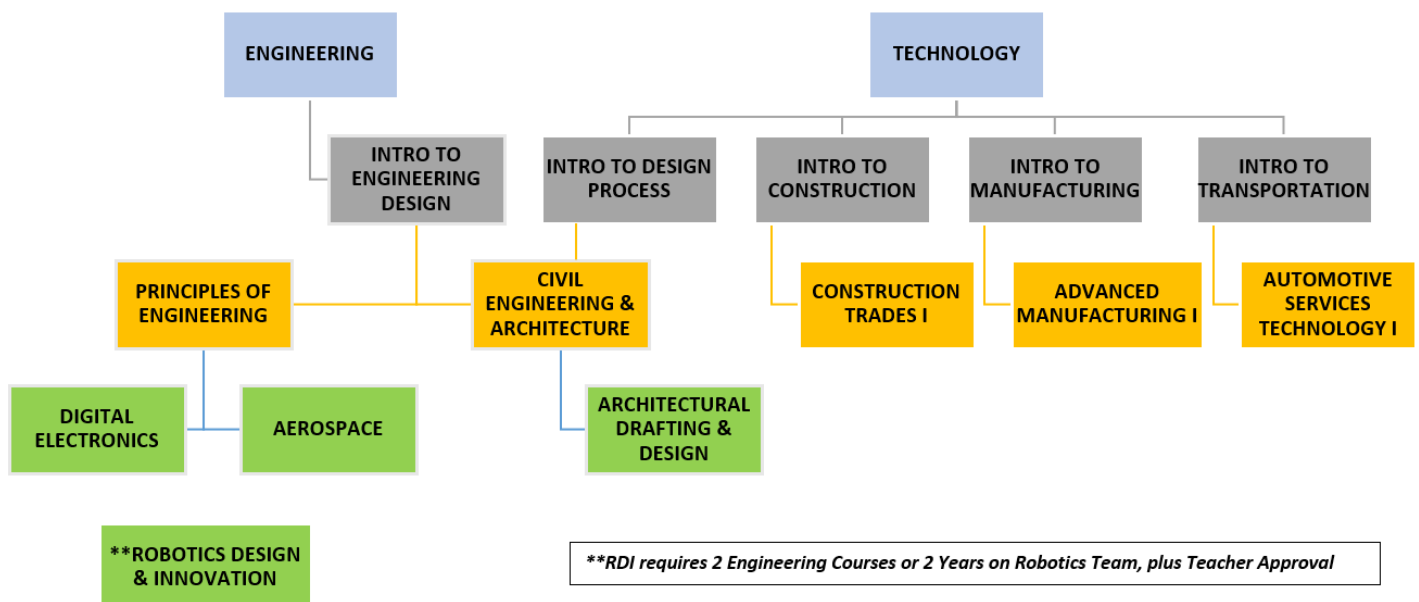 ENGINEERING
TECHNOLOGY
INTRO TO
ENGINEERING
DESIGN
INTRO TO DESIGN
PROCESS
INTRO TO
CONSTRUCTION
INTRO TO
MANUFACTURING
INTRO TO
TRANSPORTATION
PRINCIPLES OF
ENGINEERING
CIVIL
ENGINEERING &
ARCHITECTURE
CONSTRUCTION
TRADES I
ADVANCED
MANUFACTURING I
AUTOMOTIVE
SERVICES
TECHNOLOGY I
DIGITAL
ELECTRONICS
AEROSPACE
ARCHITECTURAL
DRAFTING &
DESIGN
**ROBOTICS DESIGN
& INNOVATION
**RDI requires 2 Engineering Courses or 2 Years on Robotics Team, plus Teacher Approval